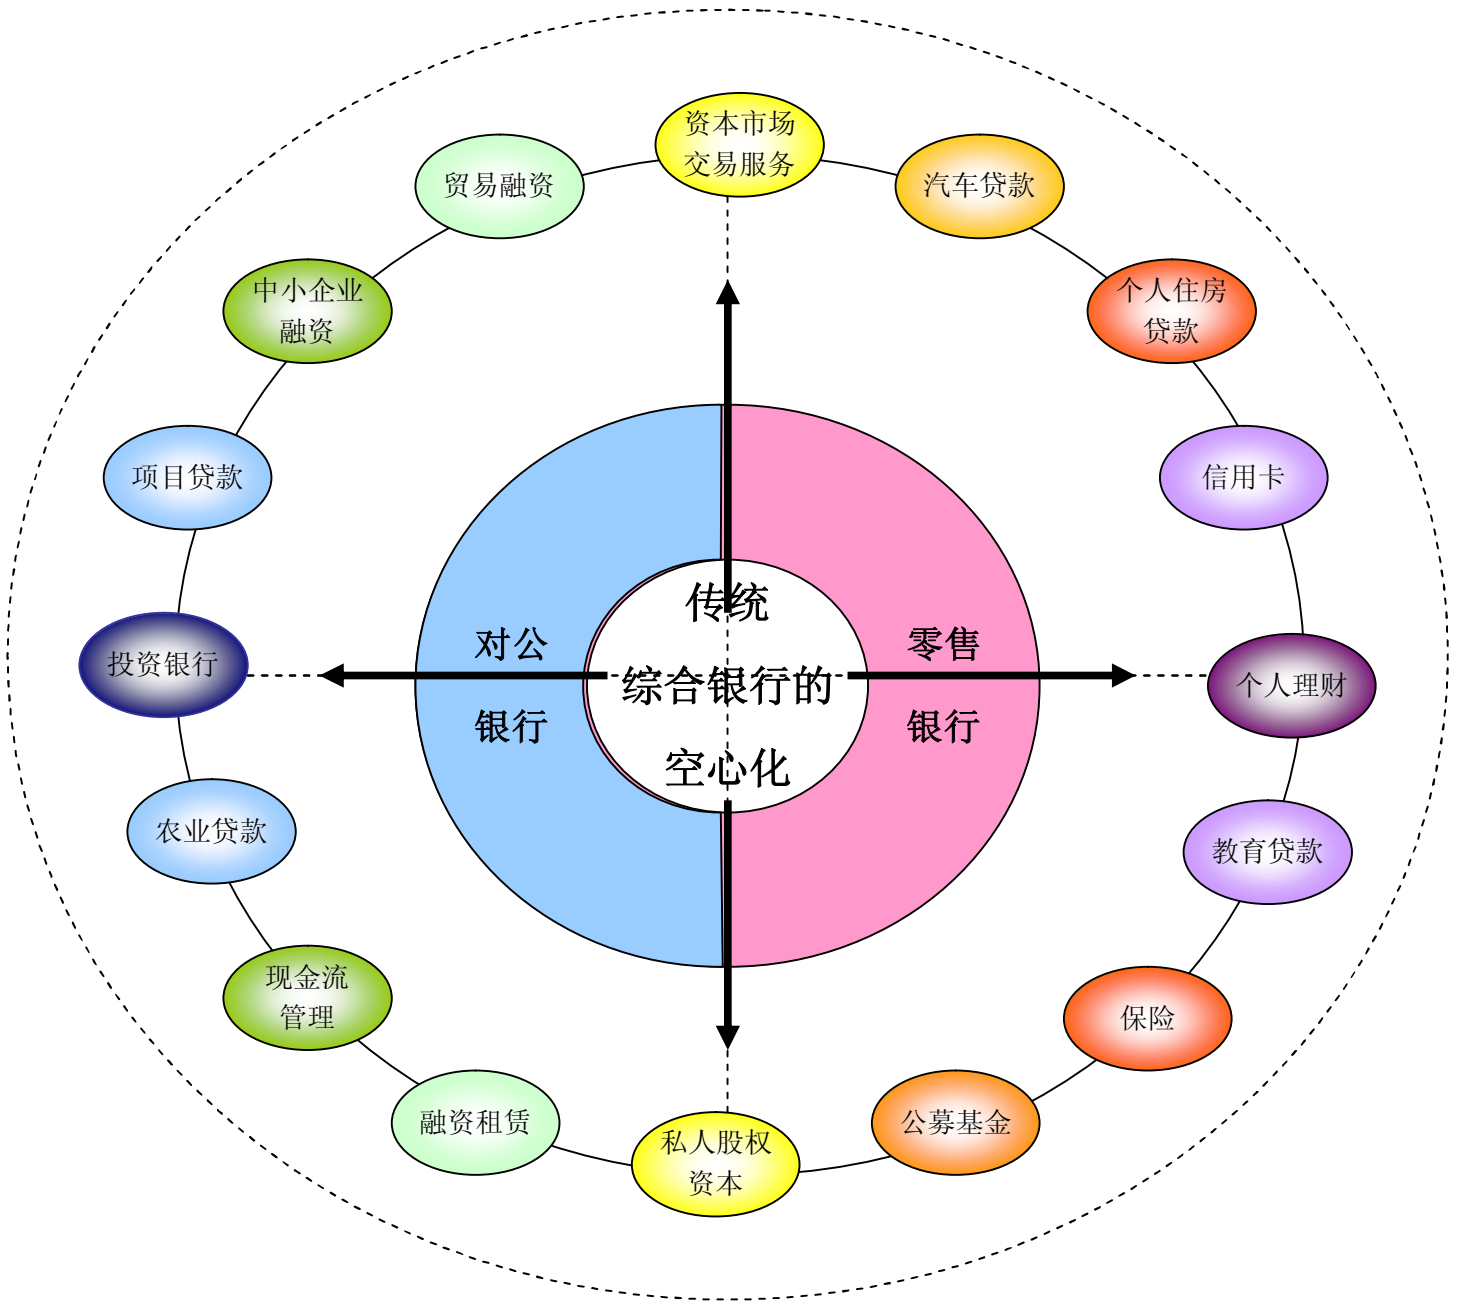 资本市场
交易服务
贸易融资
汽车贷款
中小企业
融资
个人住房
贷款
项目贷款
信用卡
传统
综合银行的
空心化
对公
银行
零售
银行
投资银行
个人理财
农业贷款
教育贷款
现金流
管理
保险
融资租赁
公募基金
私人股权
资本